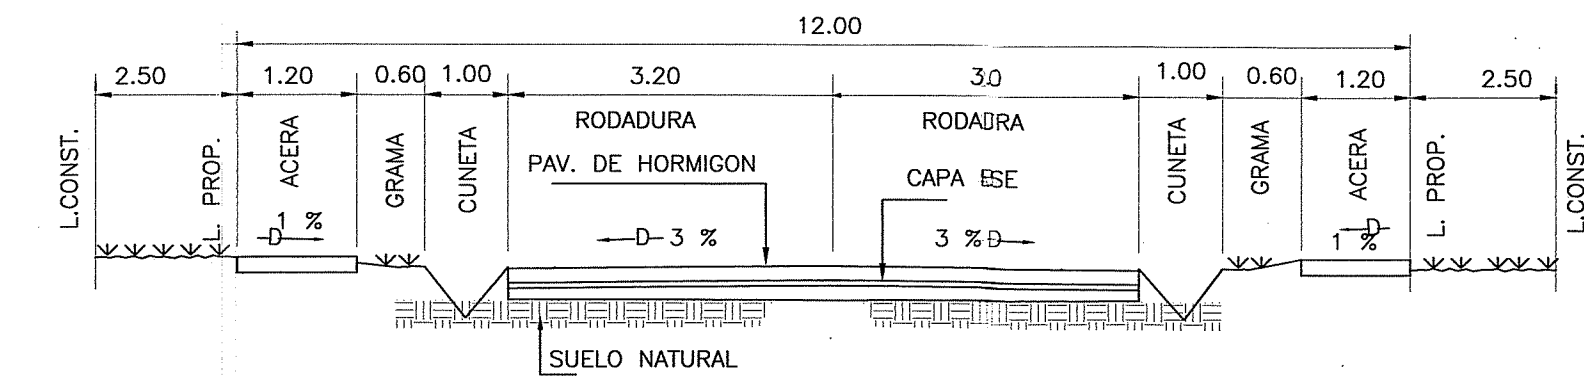 12.00
2.50 1.20 0.60 1.00 3.20 3.0 1.00 0.60 1.20 2.50
L.CONST.
L. PROP.
ACERA
GRAMA
CUNETA
RODADURA
RODADRA
CUNETA
GRAMA
ACERA
L. PROP.
L.CONST.
PAV. DE HORMIGON
CAPA
1 %
3 %
3 %
1 %
SUELO NATURAL